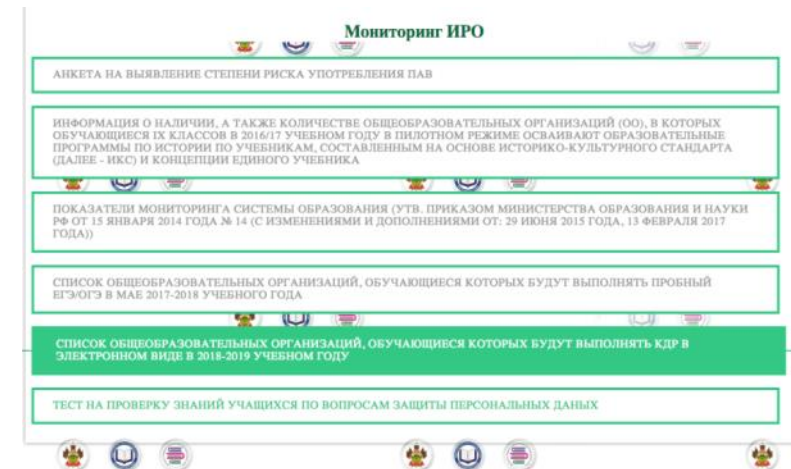 Мониторинг ИРО
АНКЕТА НА ВЫЯВЛЕНИЕ СТЕПЕНИ РИСКА УПОТРЕБЛЕНИЯ ПАВ
ИНФОРМАЦИЯ О НАЛИЧИИ, А ТАКЖЕ КОЛИЧЕСТВЕ ОБЩЕОБРАЗОВАТЕЛЬНЫХ ОРГАНИЗАЦИЙ (ОО), В КОТОРЫХ
ОБУЧАЮЩИЕСЯ IX КЛАССОВ В 2016/17 УЧЕБНОМ ГОДУ В ПИЛОТНОМ РЕЖИМЕ ОСВАИВАЮТ ОБРАЗОВАТЕЛЬНЫЕ
ПРОГРАММЫ ПО ИСТОРИИ ПО УЧЕБНИКАМ, СОСТАВЛЕННЫМ НА ОСНОВЕ ИСТОРИКО-КУЛЬТУРНОГО СТАНДАРТА
(ДАЛЕЕ - ИКС) И КОНЦЕПЦИИ ЕДИНОГО УЧЕБНИКА
ПОКАЗАТЕЛИ МОНИТОРИНГА СИСТЕМЫ ОБРАЗОВАНИЯ (УТВ. ПРИКАЗОМ МИНИСТЕРСТВА ОБРАЗОВАНИЯ И НАУКИ
РФ ОТ 15 ЯНВАРЯ 2014 ГОДА № 14 (С ИЗМЕНЕНИЯМИ И ДОПОЛНЕНИЯМИ ОТ: 29 ИЮНЯ 2015 ГОДА, 13 ФЕВРАЛЯ 2017
ГОДА))
СПИСОК ОБЩЕОБРАЗОВАТЕЛЬНЫХ ОРГАНИЗАЦИЙ, ОБУЧАЮЩИЕСЯ КОТОРЫХ БУДУТ ВЫПОЛНЯТЬ ПРОБНЫЙ
ЕГЭ/ОГЭ В МАЕ 2017-2018 УЧЕБНОГО ГОДА
СПИСОК ОБЩЕОБРАЗОВАТЕЛЬНЫХ ОРГАНИЗАЦИЙ, ОБУЧАЮЩИЕСЯ КОТОРЫХ БУДУТ ВЫПОЛНЯТЬ КДР В
ЭЛЕКТРОННОМ ВИДЕ В 2018-2019 УЧЕБНОМ ГОДУ
ТЕСТ НА ПРОВЕРКУ ЗНАНИЙ УЧАЩИХСЯ ПО ВОПРОСАМ ЗАЩИТЫ ПЕРСОНАЛЬНЫХ ДАНЫХ